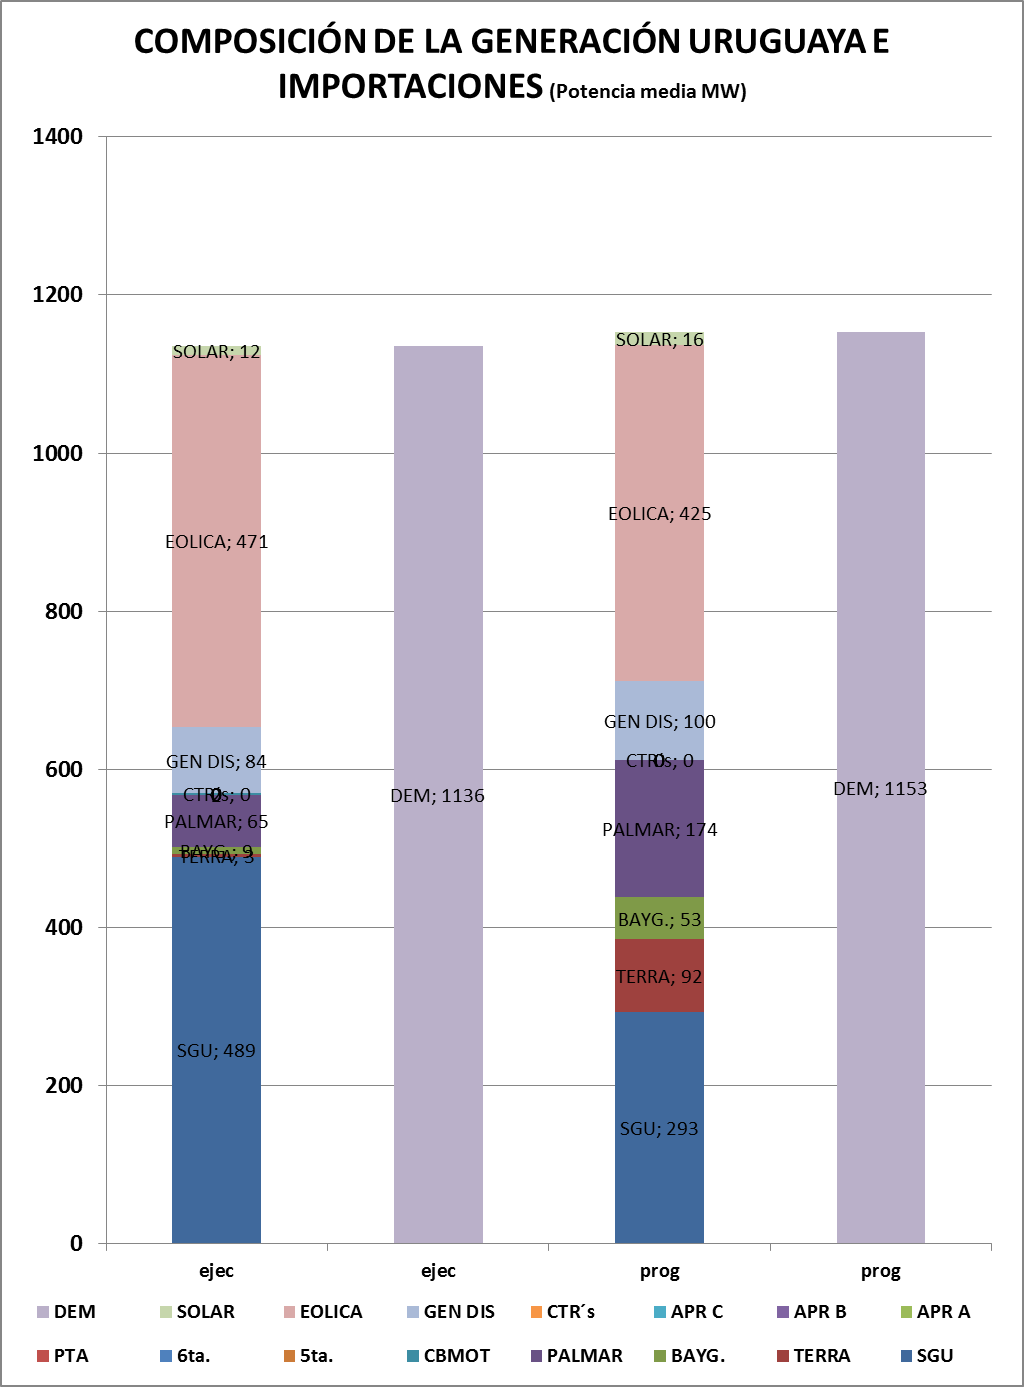 COMPOSICIÓN DE LA GENERACIÓN URUGUAYA E
IMPORTACIONES (Potencia media MW)
1400
1200
1000
800
600
400
200
0
SOLAR; 12
EOLICA; 471
GEN DIS; 84
CTR´s; 0
PALMAR; 65
BAYG.; 9
TERRA; 3
SGU; 489
DEM; 1136
SOLAR; 16
EOLICA; 425
GEN DIS; 100
CTR´s; 0
PALMAR; 174
BAYG.; 53
TERRA; 92
SGU; 293
DEM; 1153
ejec ejec prog prog
DEM SOLAR EOLICA GEN DIS CTR´s APR C APR B APR A
PTA 6ta. 5ta. CBMOT PALMAR BAYG. TERRA SGU